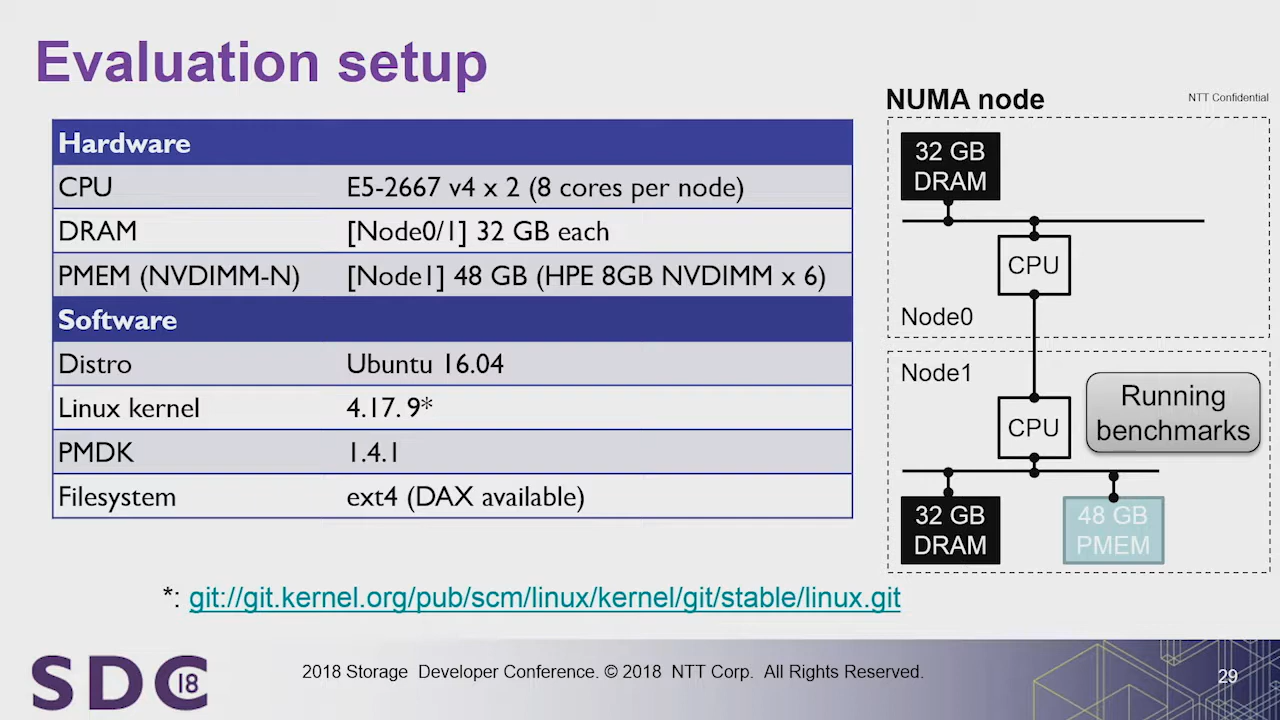 Evaluation setup
NTT Confidential
Hardware
CPU E5-2667 v4 x 2 (8 cores per node)
DRAM [Node0/1] 32 GB each
PMEM (NVDIMM-N) [Node1] 48 GB (HPE 8GB NVDIMM x 6)
Software
Distro Ubuntu 16.04
Linux kernel 4.17. 9*
PMDK 1.4.1
Filesystem ext4 (DAX available)
NUMA node
32 GB
DRAM
CPU
Node0
Node1
CPU
Running
benchmarks
32 GB
DRAM
48 GB
PMEM
*: git://git.kernel.org/pub/scm/linux/kernel/git/stable/linux.git
SDC 18
2018 Storage Developer Conference. © 2018 NTT Corp. All Rights Reserved.
29